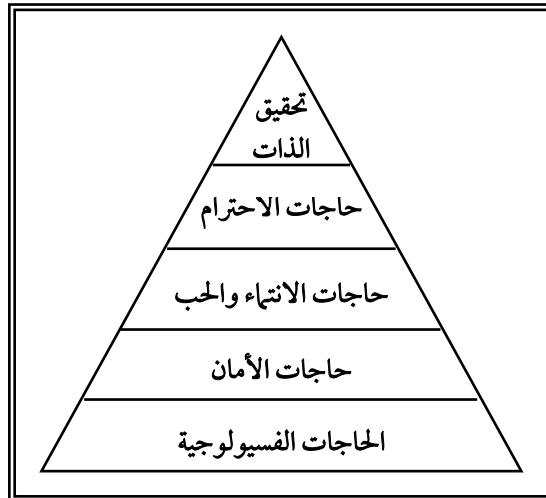 تحقيق
الذات
حاجات الاحترام
حاجات الانتماء والحب
حاجات الأمان
الحاجات الفسيولوجية